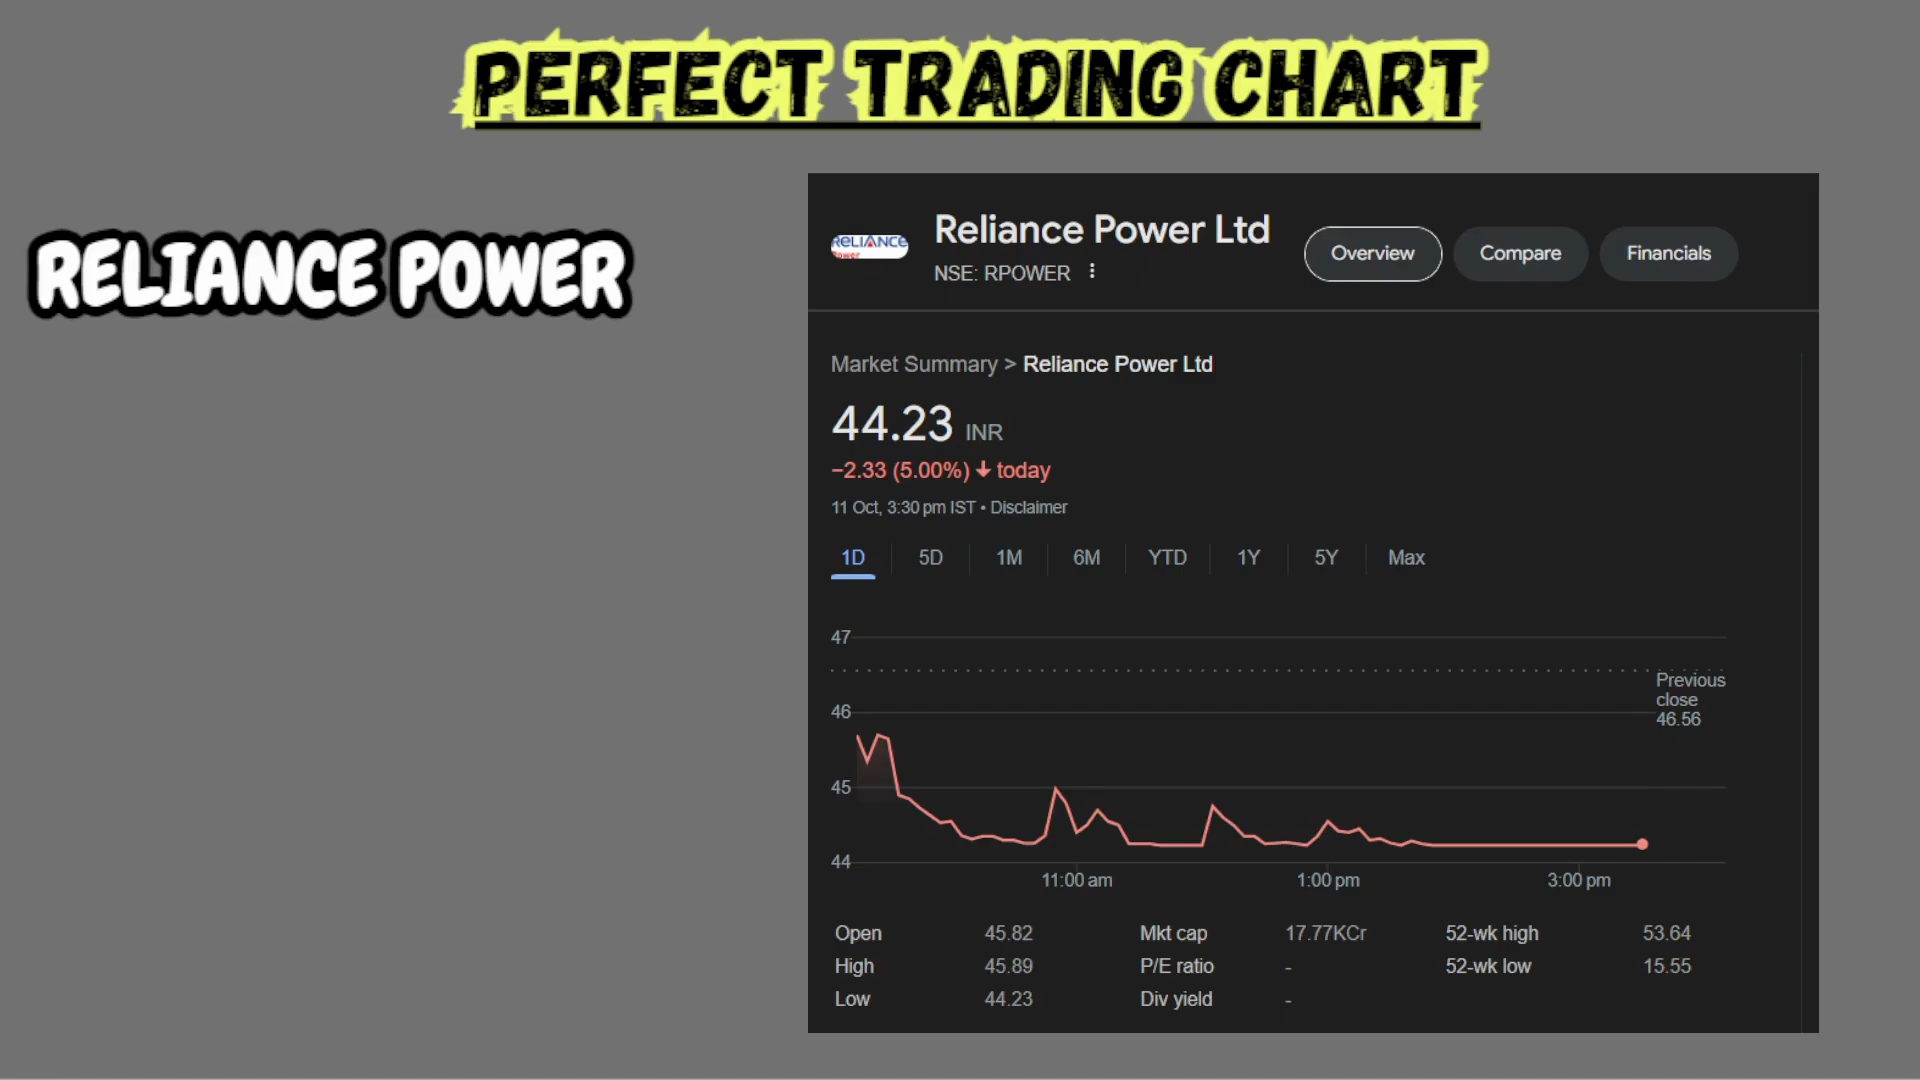 PERFECT TRADING CHART
RELIANCE POWER
RELIANCE
Power
Reliance Power Ltd
NSE: RPOWER
Overview
Compare
Financials
Market Summary > Reliance Power Ltd
44.23 INR
−2.33 (5.00%) ↓ today
11 Oct, 3:30 pm IST • Disclaimer
1D 5D 1M 6M YTD 1Y 5Y Max
47
Previous
close
46.56
46
45
44
11:00 am 1:00 pm 3:00 pm
Open 45.82 Mkt cap 17.77KCr 52-wk high 53.64
High 45.89 P/E ratio - 52-wk low 15.55
Low 44.23 Div yield -